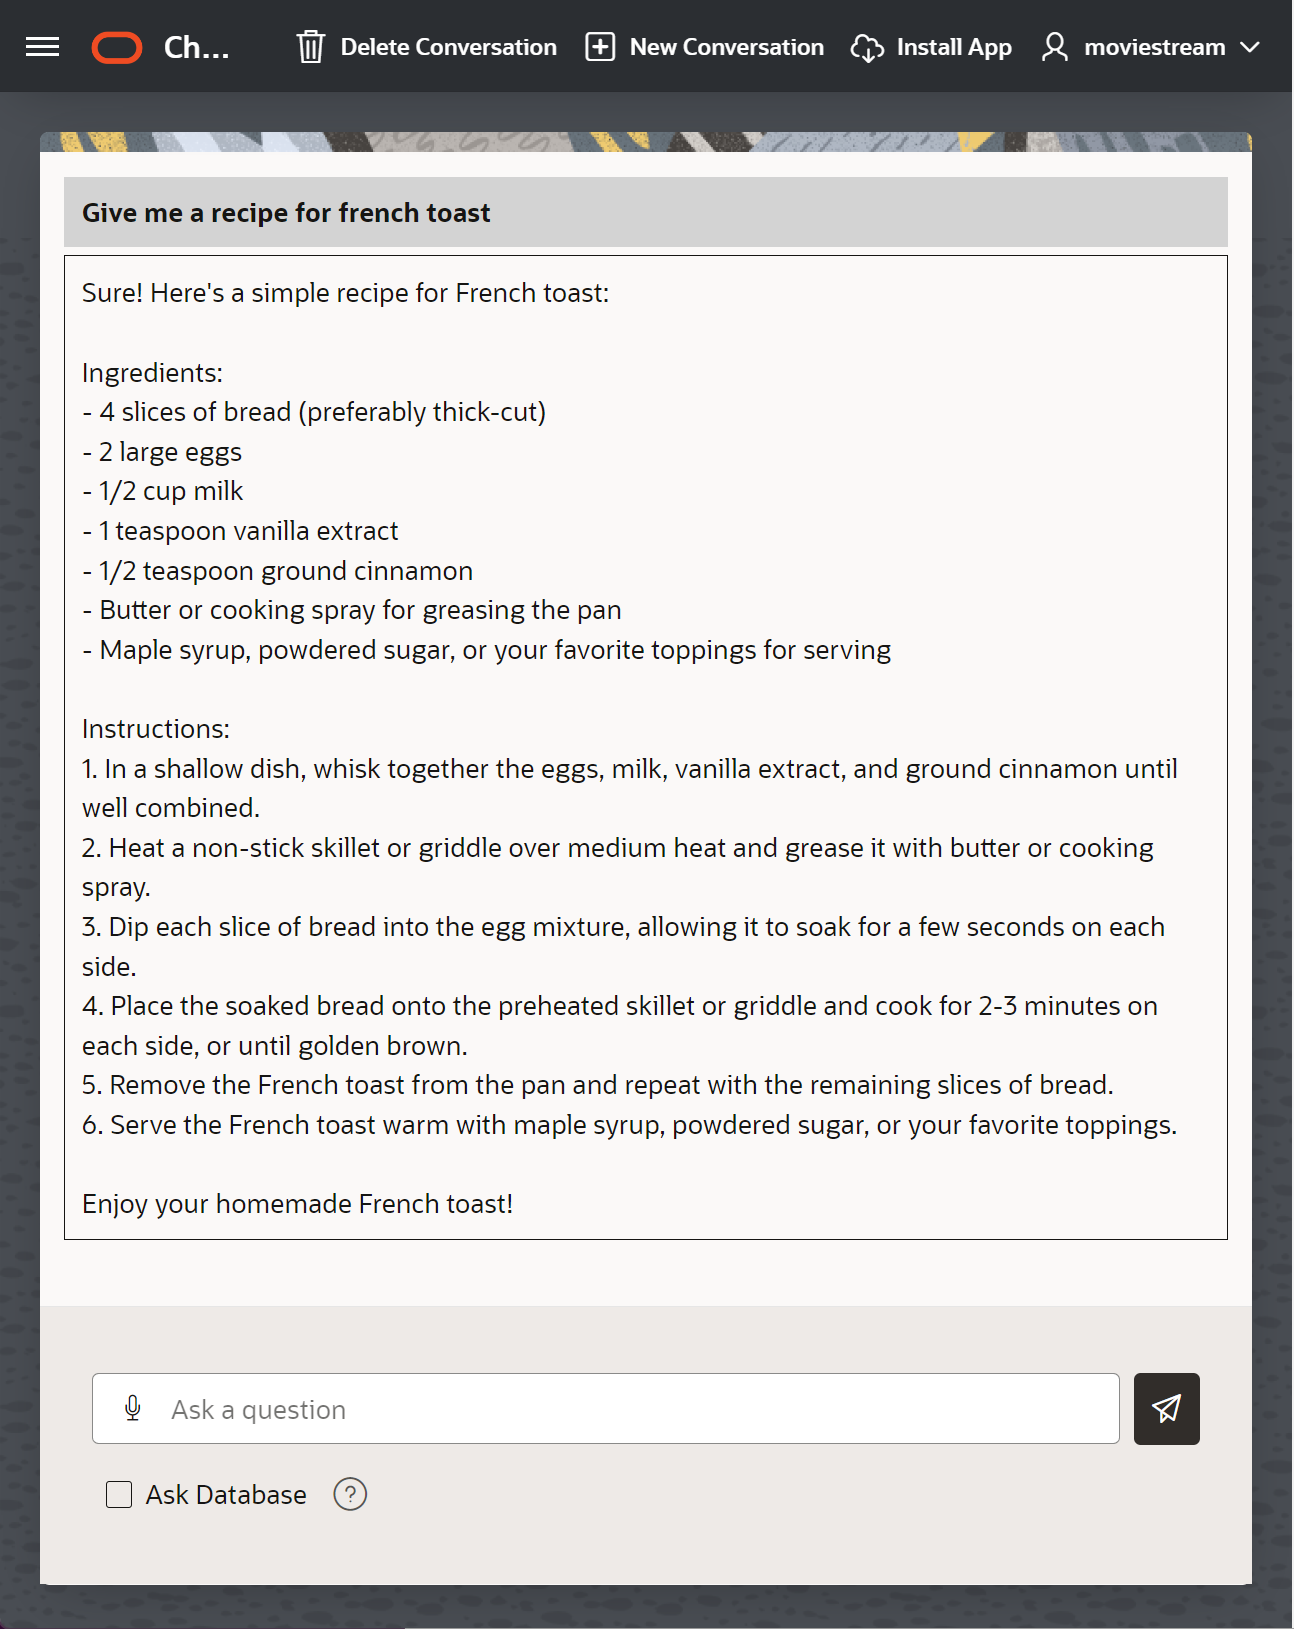 Ch... Delete Conversation New Conversation Install App moviestream
Give me a recipe for french toast
Sure! Here's a simple recipe for French toast:
Ingredients:
- 4 slices of bread (preferably thick-cut)
- 2 large eggs
- 1/2 cup milk
- 1 teaspoon vanilla extract
- 1/2 teaspoon ground cinnamon
- Butter or cooking spray for greasing the pan
- Maple syrup, powdered sugar, or your favorite toppings for serving
Instructions:
1. In a shallow dish, whisk together the eggs, milk, vanilla extract, and ground cinnamon until
well combined.
2. Heat a non-stick skillet or griddle over medium heat and grease it with butter or cooking
spray.
3. Dip each slice of bread into the egg mixture, allowing it to soak for a few seconds on each
side.
4. Place the soaked bread onto the preheated skillet or griddle and cook for 2-3 minutes on
each side, or until golden brown.
5. Remove the French toast from the pan and repeat with the remaining slices of bread.
6. Serve the French toast warm with maple syrup, powdered sugar, or your favorite toppings.
Enjoy your homemade French toast!
Ask a question
Ask Database ?